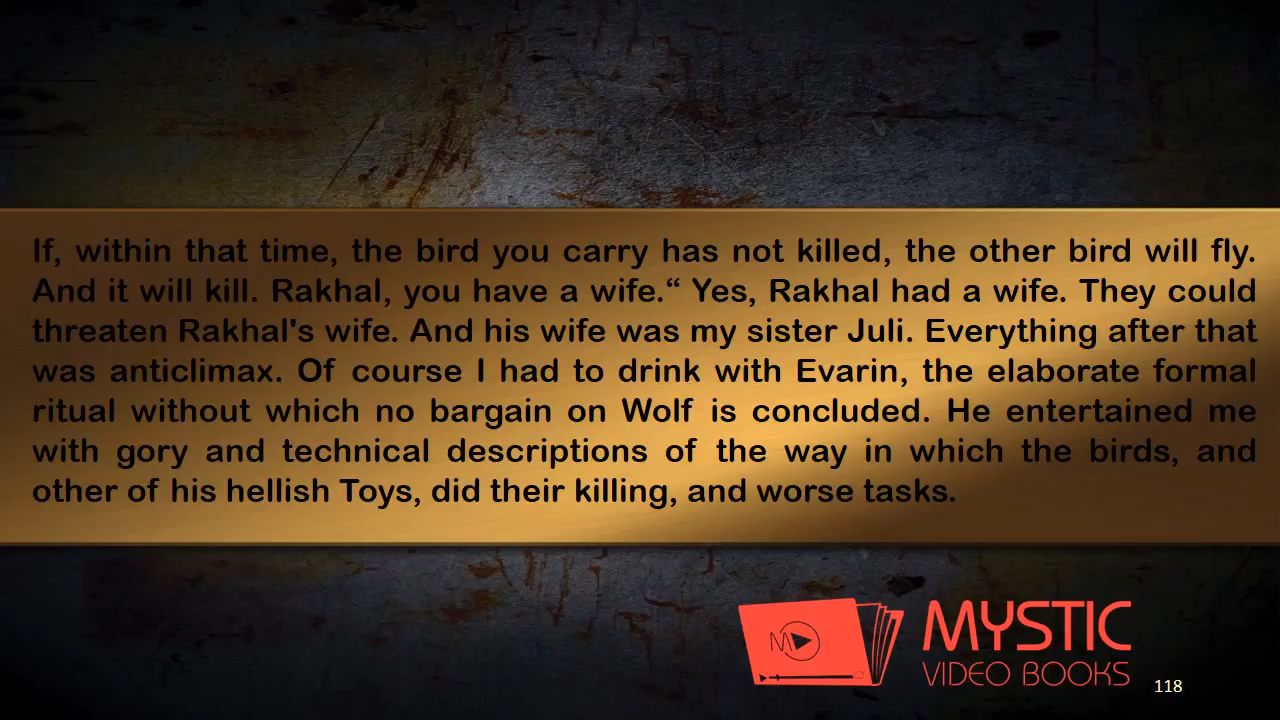 If, within that time, the bird you carry has not killed, the other bird will fly.
And it will kill. Rakhal, you have a wife.“ Yes, Rakhal had a wife. They could
threaten Rakhal's wife. And his wife was my sister Juli. Everything after that
was anticlimax. Of course I had to drink with Evarin, the elaborate formal
ritual without which no bargain on Wolf is concluded. He entertained me
with gory and technical descriptions of the way in which the birds, and
other of his hellish Toys, did their killing, and worse tasks.
MYSTIC
VIDEO BOOKS
118